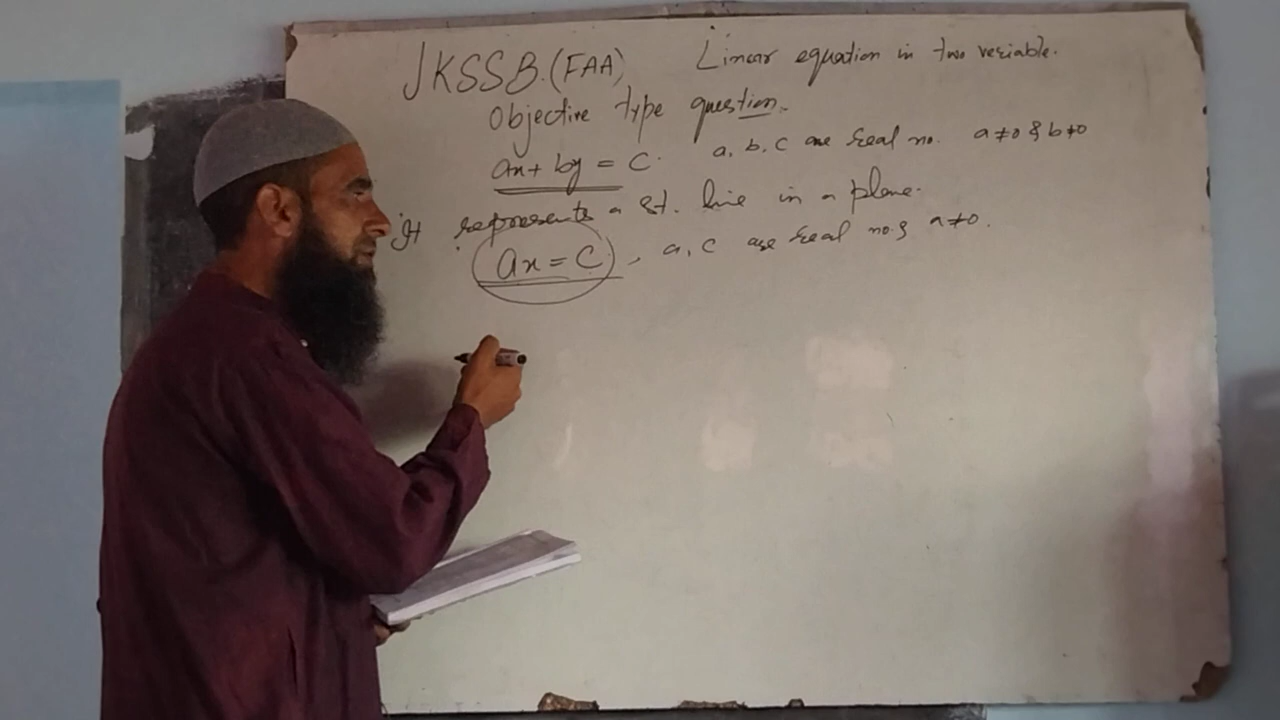 JKSSB.(FAA) Linear equation in two veriable.
Objective type question.
ax + by = C. a, b, c are real no. a≠0 & b≠0
It represents a St. line in a plane.
ax = C, a, c are real no. & a≠0.